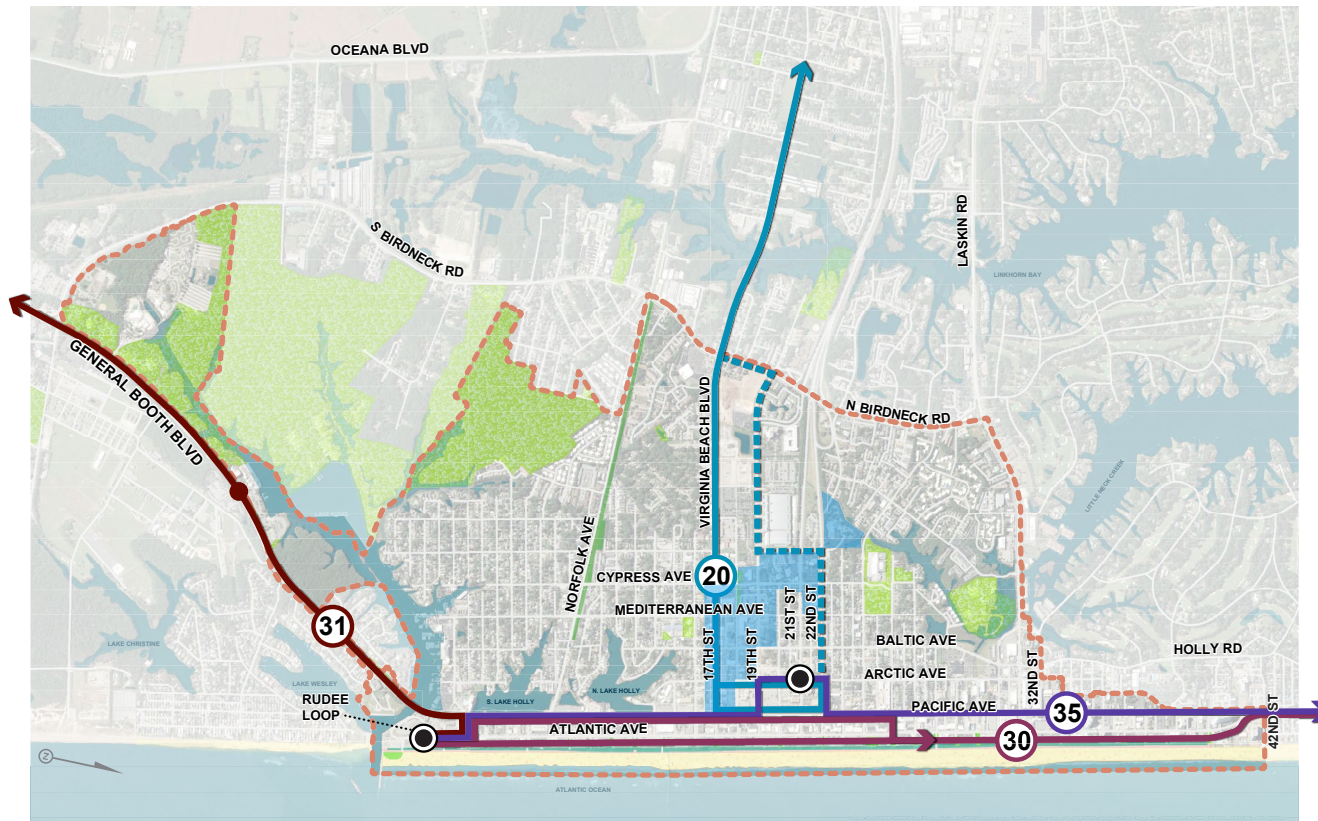 OCEANA BLVD
S BIRDNECK RD
LASKIN RD
LINKHORN BAY
GENERAL BOOTH BLVD
VIRGINIA BEACH BLVD
N BIRDNECK RD
LITTLE NECK CREEK
NORFOLK AVE
CYPRESS AVE
20
MEDITERRANEAN AVE
21ST ST
22ND ST
31
BALTIC AVE
LAKE CHRISTINE
17TH ST
19TH ST
ARCTIC AVE
32ND ST
HOLLY RD
LAKE WESLEY
RUDEE
LOOP
S. LAKE HOLLY
N. LAKE HOLLY
PACIFIC AVE
35
42ND ST
ATLANTIC AVE
30
Z
ATLANTIC OCEAN